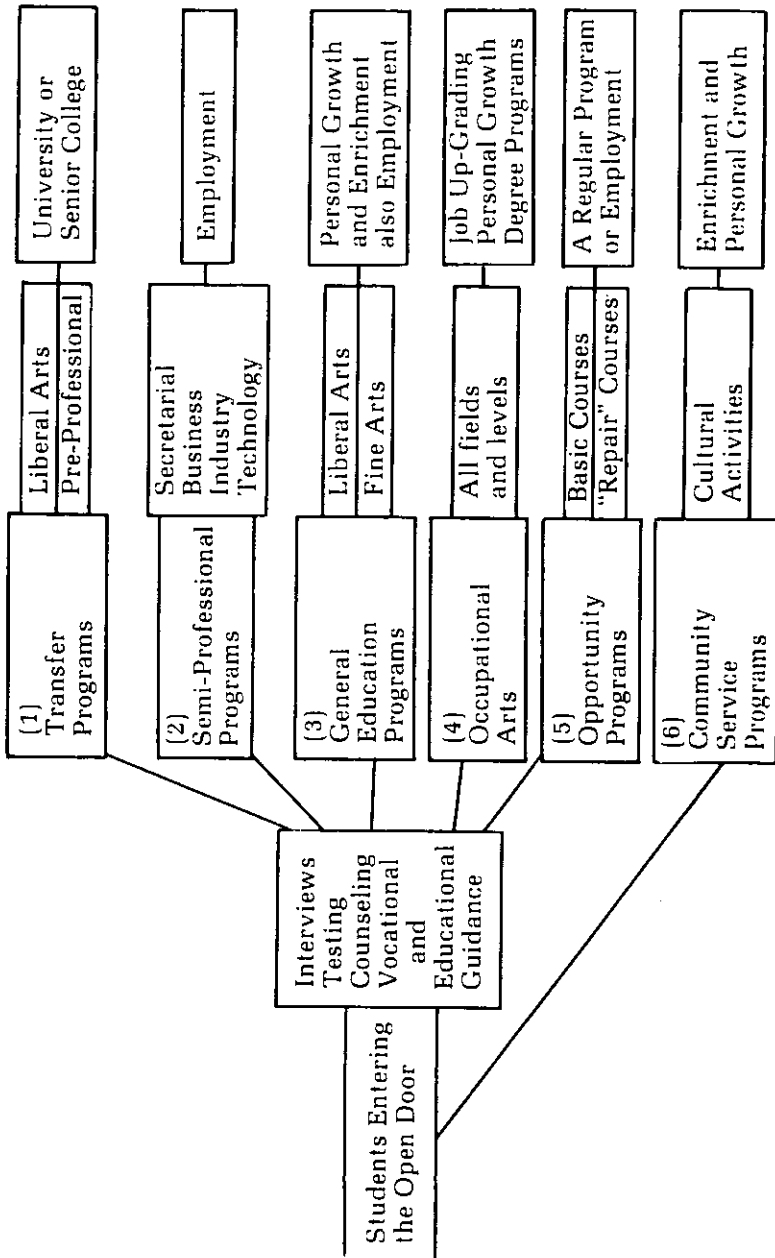 Students Entering
the Open Door
Interviews
Testing
Counseling
Vocational
and
Educational
Guidance
(1)
Transfer
Programs
Liberal Arts
Pre-Professional
University or
Senior College
(2)
Semi-Professional
Programs
Secretarial
Business
Industry
Technology
Employment
(3)
General
Education
Programs
Liberal Arts
Fine Arts
Personal Growth
and Enrichment
also Employment
(4)
Occupational
Arts
All fields
and levels
Job Up-Grading
Personal Growth
Degree Programs
(5)
Opportunity
Programs
Basic Courses
"Repair" Courses
A Regular Program
or Employment
(6)
Community
Service
Programs
Cultural
Activities
Enrichment and
Personal Growth